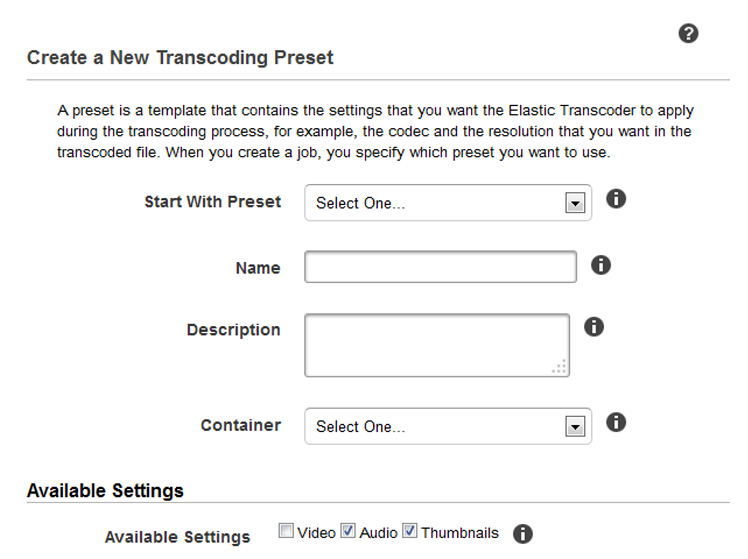 Create a New Transcoding Preset
A preset is a template that contains the settings that you want the Elastic Transcoder to apply
during the transcoding process, for example, the codec and the resolution that you want in the
transcoded file. When you create a job, you specify which preset you want to use.
Start With Preset Select One...
Name
Description
Container Select One...
Available Settings
Available Settings Video Audio Thumbnails